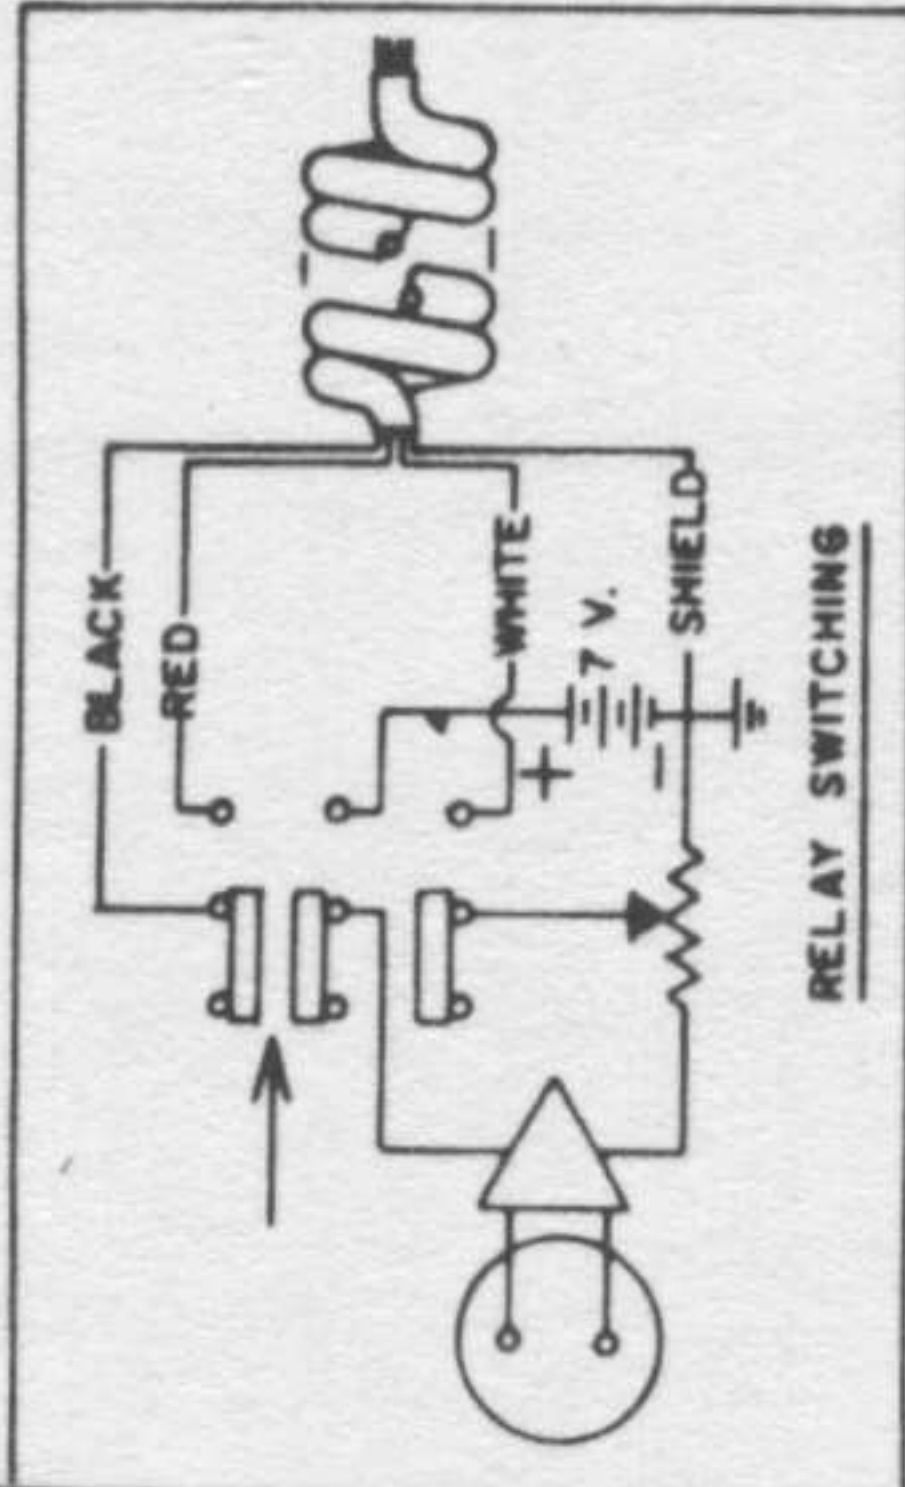 BLACK
RED
WHITE
+ 7 V. -
SHIELD
RELAY SWITCHING